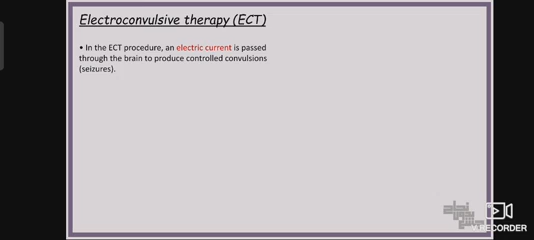 Electroconvulsive therapy (ECT)
• In the ECT procedure, an electric current is passed
through the brain to produce controlled convulsions
(seizures).
RECORDER